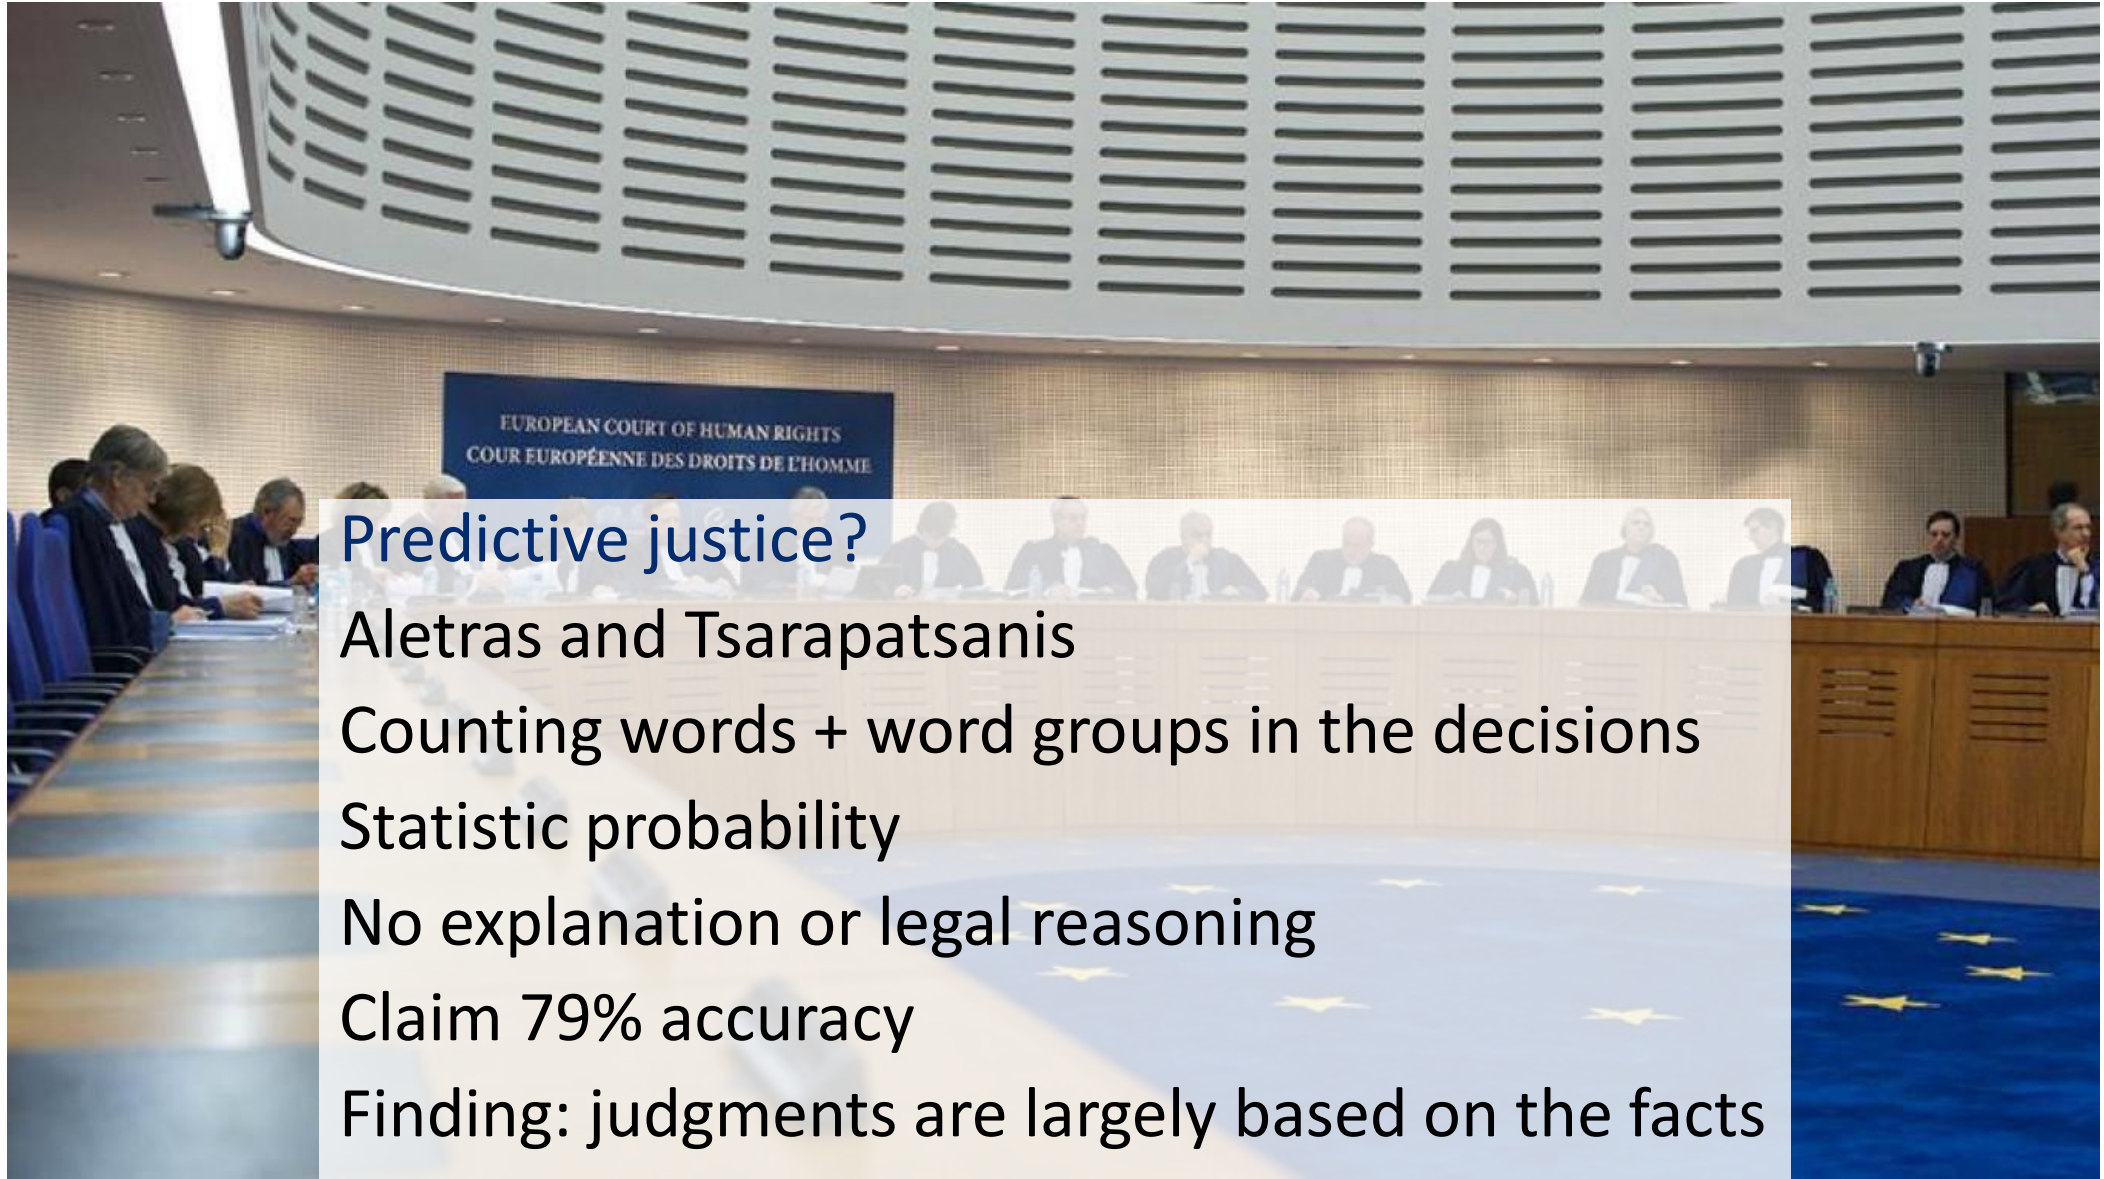 EUROPEAN COURT OF HUMAN RIGHTS
COUR EUROPÉENNE DES DROITS DE L'HOMME
Predictive justice?
Aletras and Tsarapatsanis
Counting words + word groups in the decisions
Statistic probability
No explanation or legal reasoning
Claim 79% accuracy
Finding: judgments are largely based on the facts